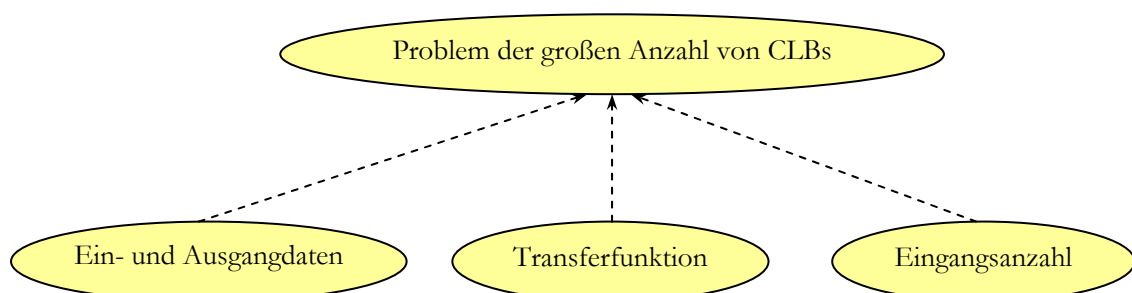 Problem der großen Anzahl von CLBs
Ein- und Ausgangdaten
Transferfunktion
Eingangsanzahl